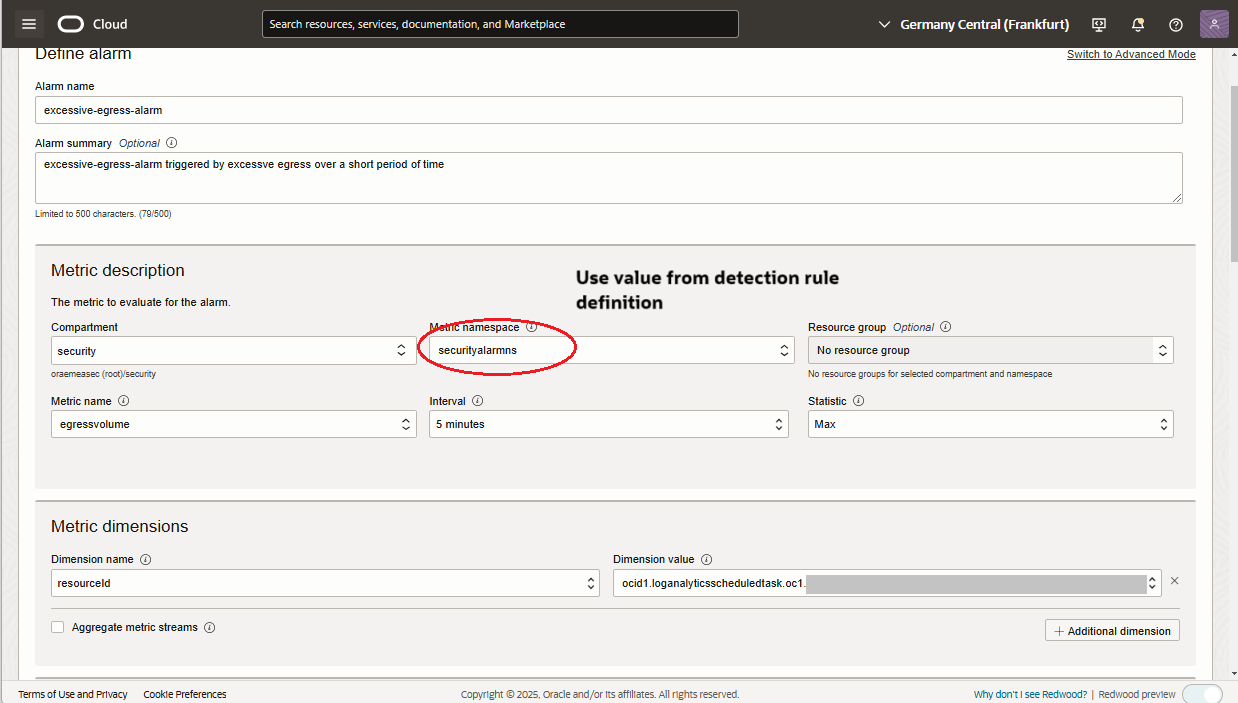 Cloud
Search resources, services, documentation, and Marketplace
Germany Central (Frankfurt)
Define alarm
Switch to Advanced Mode
Alarm name
excessive-egress-alarm
Alarm summary Optional
excessive-egress-alarm triggered by excessve egress over a short period of time
Limited to 500 characters. (79/500)
Metric description
Use value from detection rule
definition
The metric to evaluate for the alarm.
Compartment
Metric namespace
Resource group Optional
security
securityalarmns
No resource group
oraemeasec (root)/security
No resource groups for selected compartment and namespace
Metric name
Interval
Statistic
egressvolume
5 minutes
Max
Metric dimensions
Dimension name
Dimension value
resourceId
ocid1.loganalyticsscheduledtask.oc1.
Aggregate metric streams
Additional dimension
Terms of Use and Privacy
Cookie Preferences
Copyright © 2025, Oracle and/or its affiliates. All rights reserved.
Why don't I see Redwood? | Redwood preview